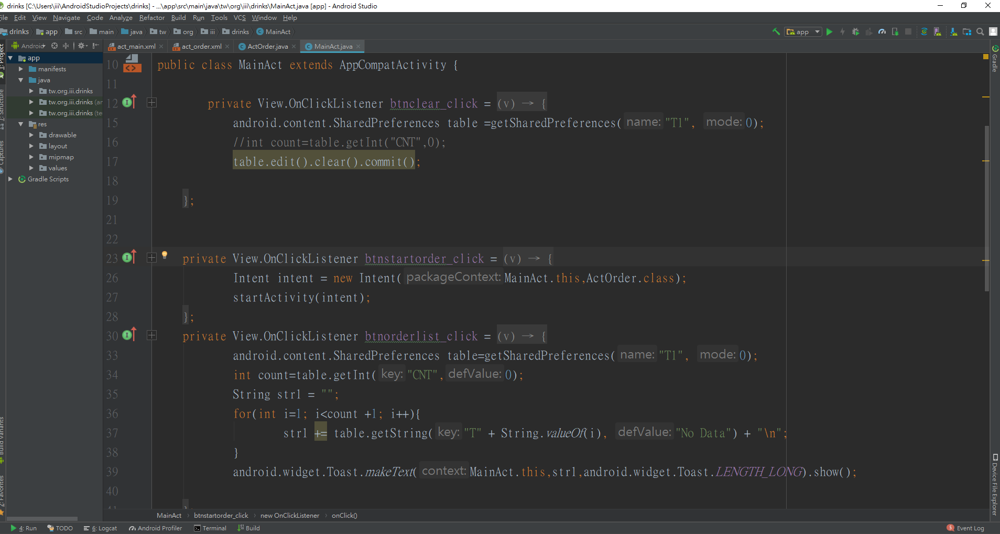 drinks [C:\Users\iii\AndroidStudioProjects\drinks] - ...\app\src\main\java\tw\org\iii\drinks\MainAct.java [app] - Android Studio
File Edit View Navigate Code Analyze Refactor Build Run Tools VCS Window Help
drinks app src main java tw org iii drinks MainAct app
Android act_main.xml act_order.xml ActOrder.java MainAct.java
1: Project
7: Structure
Captures
Build Variants
2: Favorites
app
manifests
java
tw.org.iii.drinks
tw.org.iii.drinks (an
tw.org.iii.drinks (te
res
drawable
layout
mipmap
values
Gradle Scripts
10 public class MainAct extends AppCompatActivity {
11
12 private View.OnClickListener btnclear_click = (v) → {
15 android.content.SharedPreferences table =getSharedPreferences( name: "T1", mode: 0);
16 //int count=table.getInt("CNT",0);
17 table.edit().clear().commit();
18
19 };
21
22
23 private View.OnClickListener btnstartorder_click = (v) → {
26 Intent intent = new Intent( packageContext: MainAct.this,ActOrder.class);
27 startActivity(intent);
28 };
30 private View.OnClickListener btnorderlist_click = (v) → {
33 android.content.SharedPreferences table=getSharedPreferences( name: "T1", mode: 0);
34 int count=table.getInt( key: "CNT", defValue: 0);
35 String str1 = "";
36 for(int i=1; i<count +1; i++){
37 str1 += table.getString( key: "T" + String.valueOf(i), defValue: "No Data") + "\n";
38 }
39 android.widget.Toast.makeText( context: MainAct.this,str1,android.widget.Toast.LENGTH_LONG).show();
40
41
MainAct btnstartorder_click new OnClickListener onClick()
Gradle
Device File Explorer
4: Run TODO 6: Logcat Android Profiler Terminal Build 5 Event Log